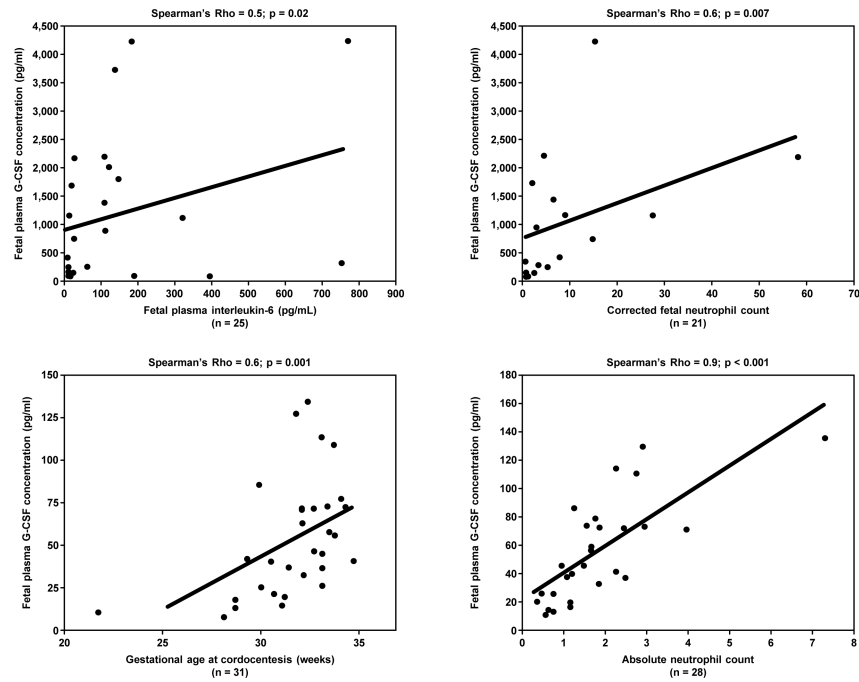 Spearman's Rho = 0.5; p = 0.02
Fetal plasma G-CSF concentration (pg/ml)
4,500
4,000
3,500
3,000
2,500
2,000
1,500
1,000
500
0
0 100 200 300 400 500 600 700 800 900
Fetal plasma interleukin-6 (pg/mL)
(n = 25)
Spearman's Rho = 0.6; p = 0.007
Fetal plasma G-CSF concentration (pg/ml)
4,500
4,000
3,500
3,000
2,500
2,000
1,500
1,000
500
0
0 10 20 30 40 50 60 70
Corrected fetal neutrophil count
(n = 21)
Spearman's Rho = 0.6; p = 0.001
Fetal plasma G-CSF concentration (pg/ml)
150
125
100
75
50
25
0
20 25 30 35
Gestational age at cordocentesis (weeks)
(n = 31)
Spearman's Rho = 0.9; p < 0.001
Fetal plasma G-CSF concentration (pg/ml)
180
160
140
120
100
80
60
40
20
0
0 1 2 3 4 5 6 7 8
Absolute neutrophil count
(n = 28)